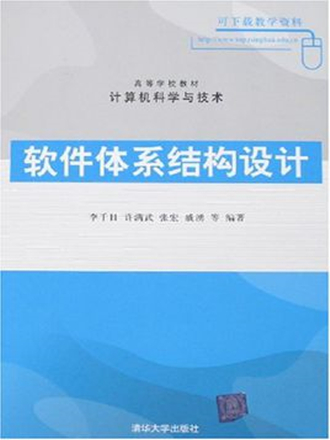 可下载教学资料
高等学校教材
计算机科学与技术
软件体系结构设计
李千目 许满武 张宏 戚湧 等 编著
清华大学出版社